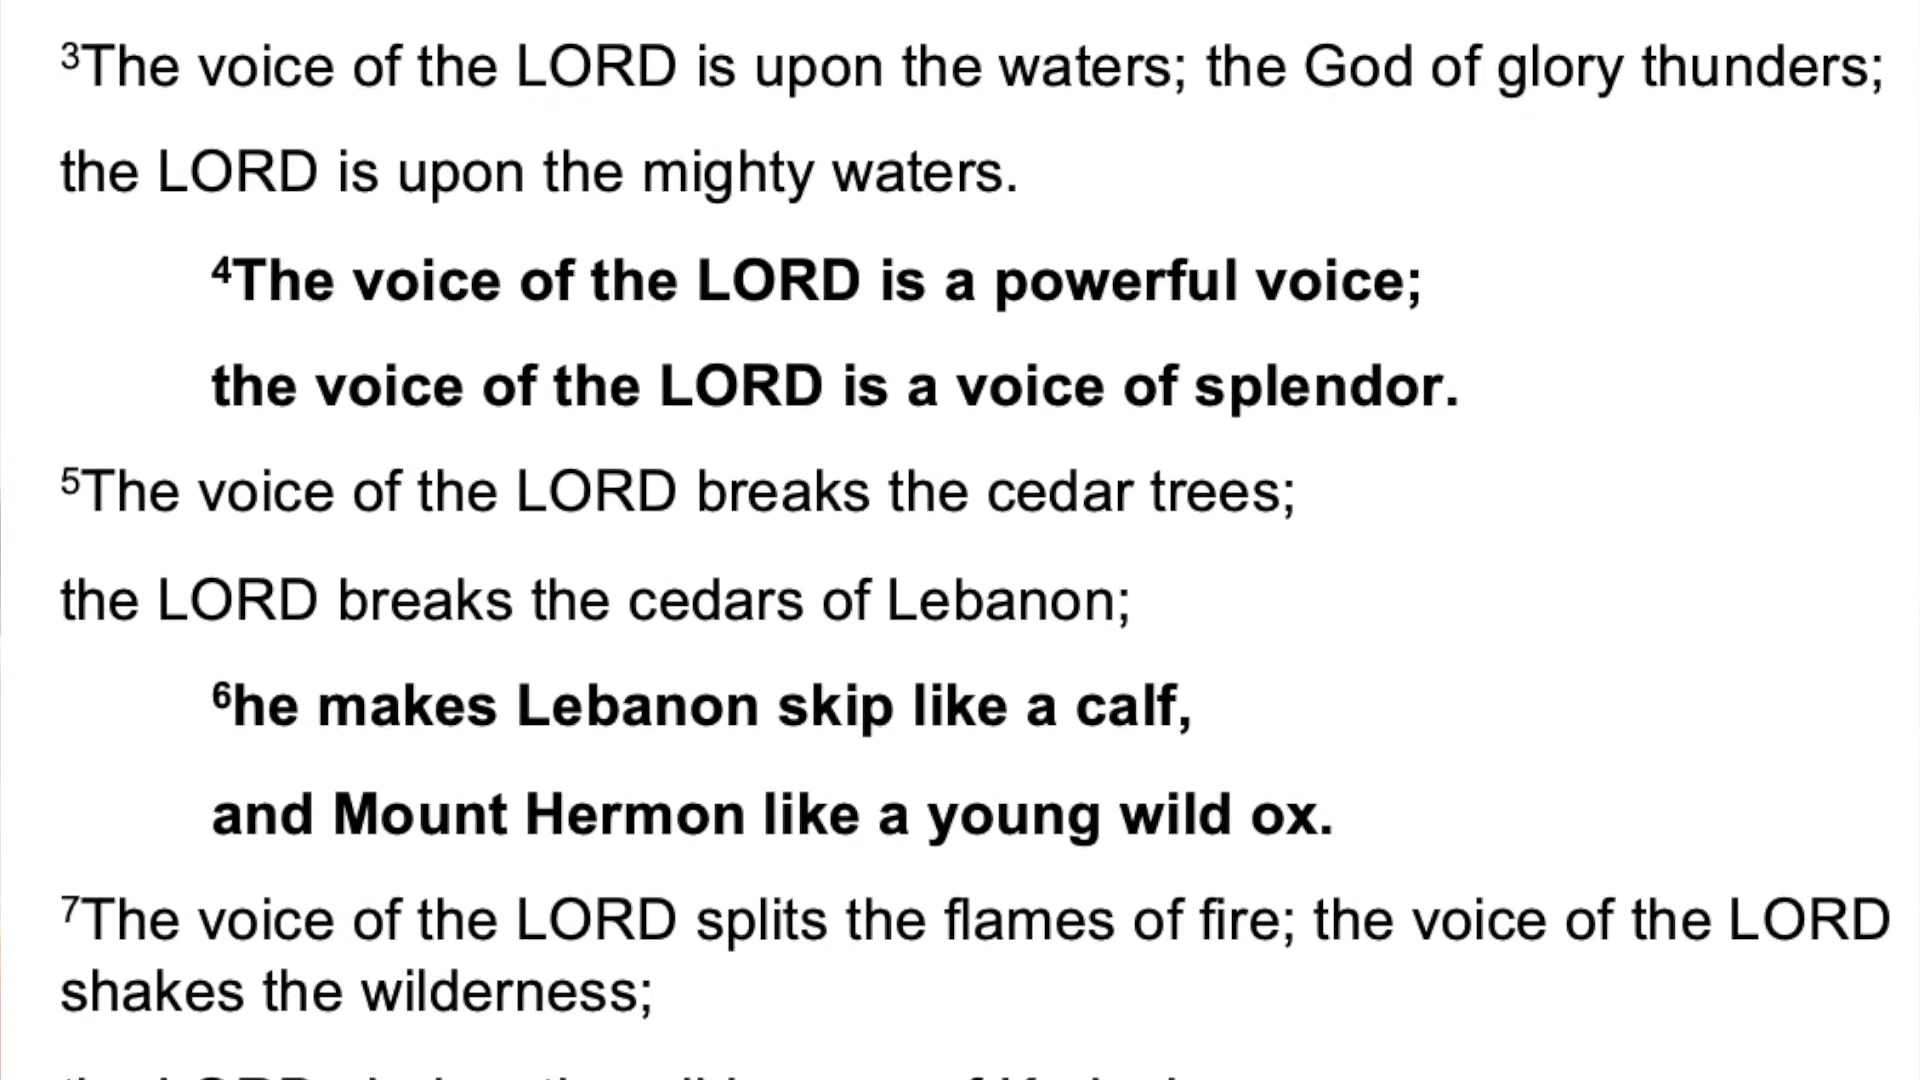 ³The voice of the LORD is upon the waters; the God of glory thunders;
the LORD is upon the mighty waters.
⁴The voice of the LORD is a powerful voice;
the voice of the LORD is a voice of splendor.
⁵The voice of the LORD breaks the cedar trees;
the LORD breaks the cedars of Lebanon;
⁶he makes Lebanon skip like a calf,
and Mount Hermon like a young wild ox.
⁷The voice of the LORD splits the flames of fire; the voice of the LORD
shakes the wilderness;